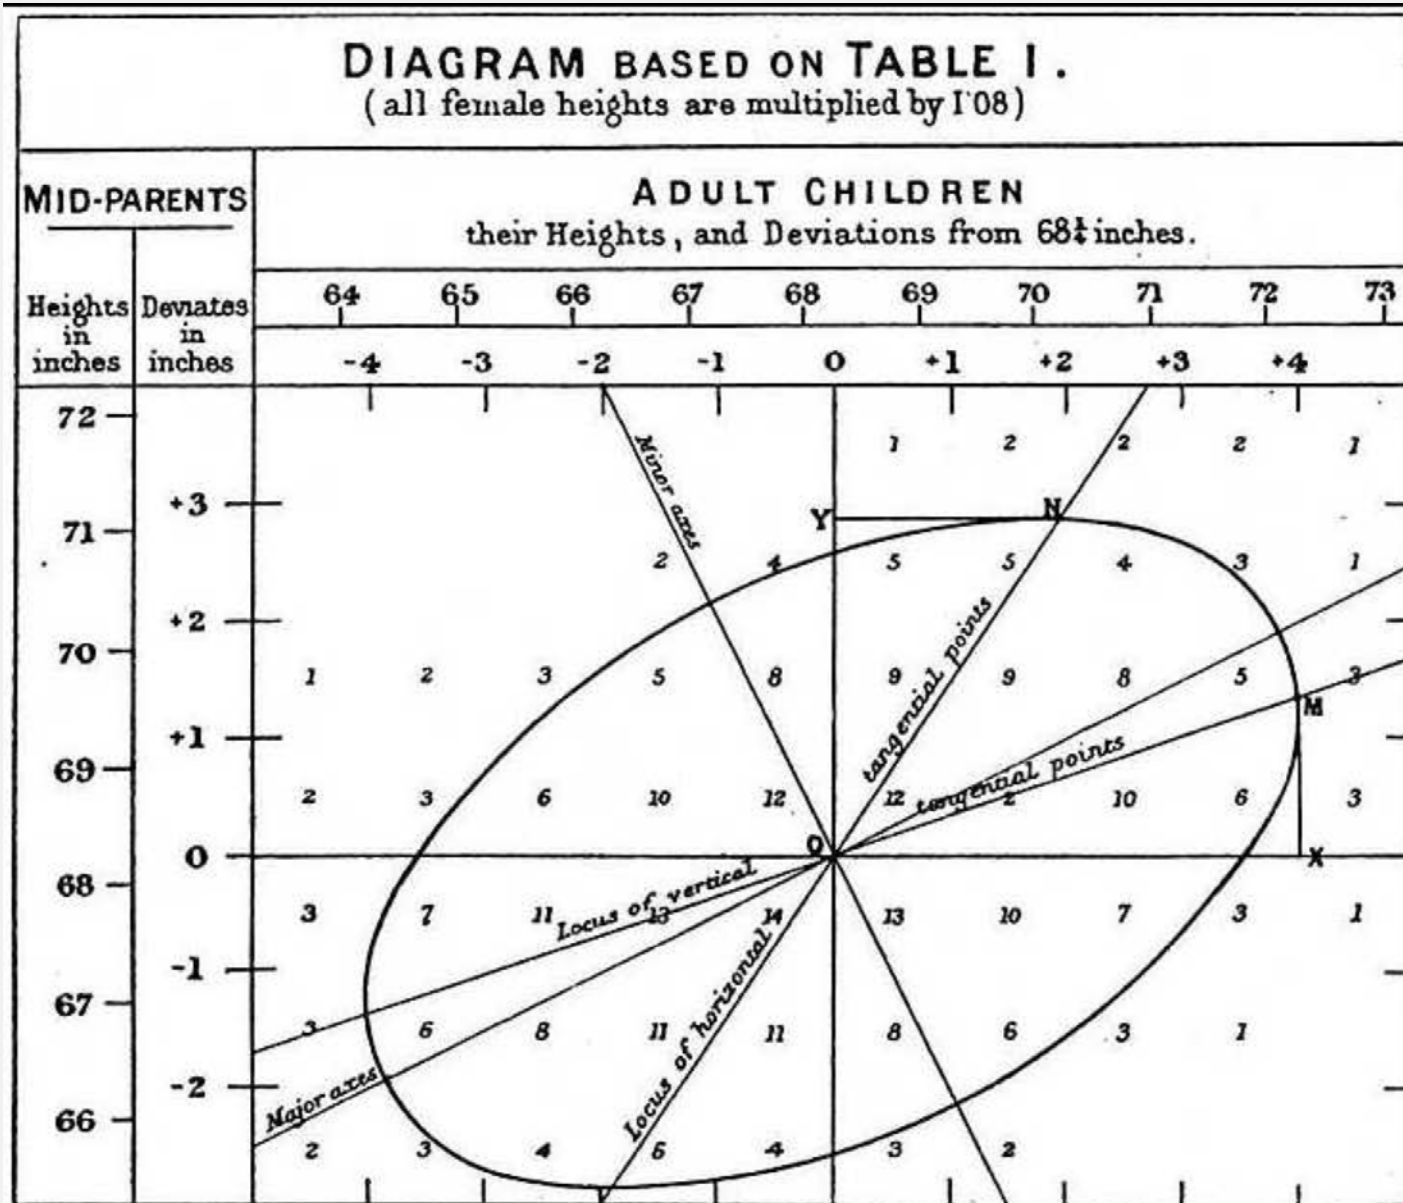 DIAGRAM BASED ON TABLE I.
(all female heights are multiplied by 1'08)
MID-PARENTS
ADULT CHILDREN
their Heights, and Deviations from 68¼ inches.
Heights in inches
Deviates in inches
64 65 66 67 68 69 70 71 72 73
-4 -3 -2 -1 0 +1 +2 +3 +4
72
1 2 2 2 1
Minor axes
+3
71
Y N
2 4 5 5 4 3 1
+2
tangential points
70
1 2 3 5 8 9 9 8 5 3
M
+1
tangential points
69
2 3 6 10 12 12 2 10 6 3
0
O X
68
Locus of vertical
3 7 11 13 14 13 10 7 3 1
Locus of horizontal
-1
67
3 6 8 11 11 8 6 3 1
-2
Major axes
66
2 3 4 6 4 3 2